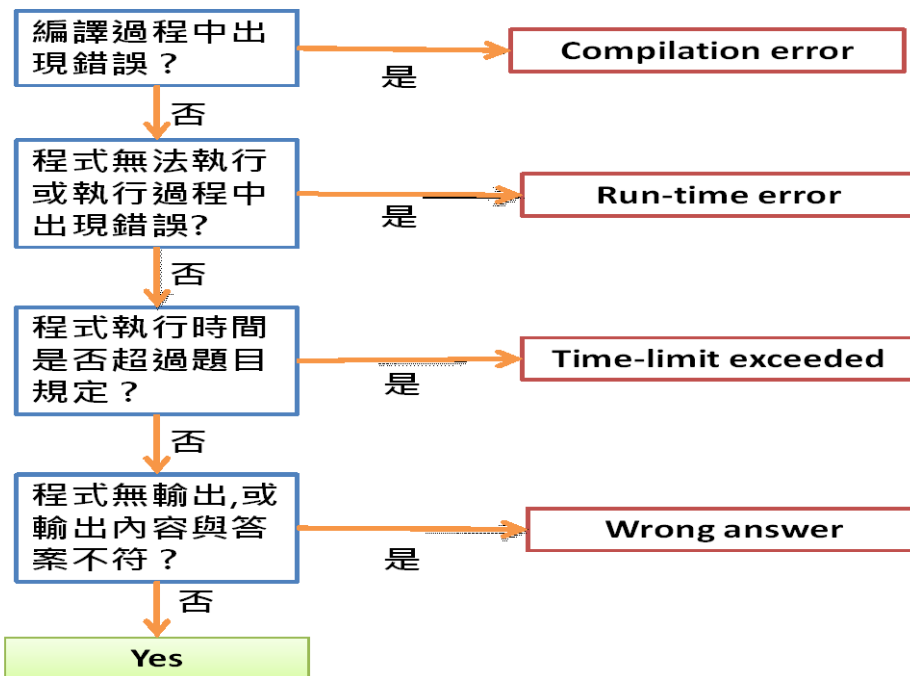 編譯過程中出
現錯誤？
是
Compilation error
否
程式無法執行
或執行過程中
出現錯誤?
是
Run-time error
否
程式執行時間
是否超過題目
規定？
是
Time-limit exceeded
否
程式無輸出,或
輸出內容與答
案不符？
是
Wrong answer
否
Yes